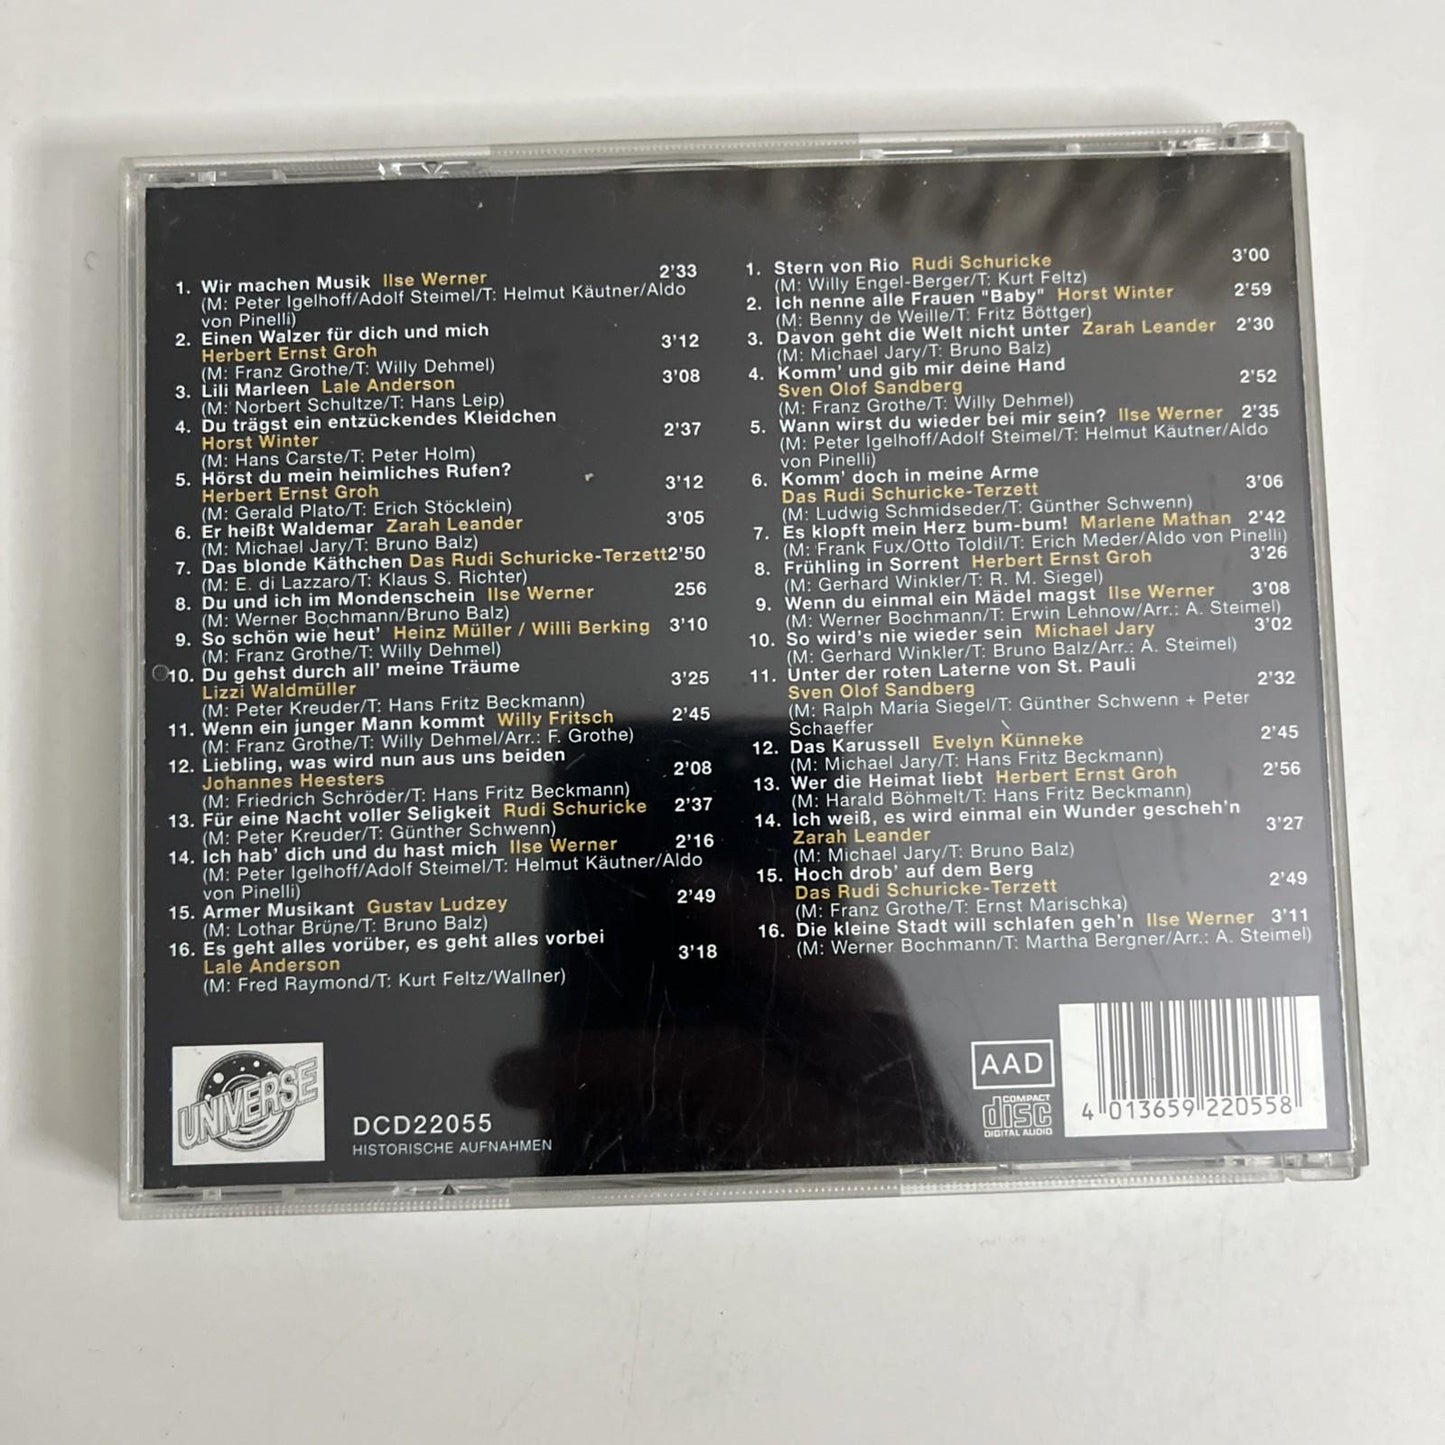 1. Wir machen Musik Ilse Werner 2'33
(M: Peter Igelhoff/Adolf Steimel/T: Helmut Käutner/Aldo
von Pinelli)
2. Einen Walzer für dich und mich
Herbert Ernst Groh 3'12
(M: Franz Grothe/T: Willy Dehmel)
3. Lili Marleen Lale Anderson 3'08
(M: Norbert Schultze/T: Hans Leip)
4. Du trägst ein entzückendes Kleidchen
Horst Winter 2'37
(M: Hans Carste/T: Peter Holm)
5. Hörst du mein heimliches Rufen?
Herbert Ernst Groh 3'12
(M: Gerald Plato/T: Erich Stöcklein)
6. Er heißt Waldemar Zarah Leander 3'05
(M: Michael Jary/T: Bruno Balz)
7. Das blonde Käthchen Das Rudi Schuricke-Terzett 2'50
(M: E. di Lazzaro/T: Klaus S. Richter)
8. Du und ich im Mondenschein Ilse Werner 256
(M: Werner Bochmann/Bruno Balz)
9. So schön wie heut' Heinz Müller / Willi Berking 3'10
(M: Franz Grothe/T: Willy Dehmel)
10. Du gehst durch all' meine Träume
Lizzi Waldmüller 3'25
(M: Peter Kreuder/T: Hans Fritz Beckmann)
11. Wenn ein junger Mann kommt Willy Fritsch 2'45
(M: Franz Grothe/T: Willy Dehmel/Arr.: F. Grothe)
12. Liebling, was wird nun aus uns beiden
Johannes Heesters 2'08
(M: Friedrich Schröder/T: Hans Fritz Beckmann)
13. Für eine Nacht voller Seligkeit Rudi Schuricke 2'37
(M: Peter Kreuder/T: Günther Schwenn)
14. Ich hab' dich und du hast mich Ilse Werner 2'16
(M: Peter Igelhoff/Adolf Steimel/T: Helmut Käutner/Aldo
von Pinelli)
15. Armer Musikant Gustav Ludzey 2'49
(M: Lothar Brüne/T: Bruno Balz)
16. Es geht alles vorüber, es geht alles vorbei
Lale Anderson 3'18
(M: Fred Raymond/T: Kurt Feltz/Wallner)
1. Stern von Rio Rudi Schuricke 3'00
(M: Willy Engel-Berger/T: Kurt Feltz)
2. Ich nenne alle Frauen "Baby" Horst Winter 2'59
(M: Benny de Weille/T: Fritz Böttger)
3. Davon geht die Welt nicht unter Zarah Leander 2'30
(M: Michael Jary/T: Bruno Balz)
4. Komm' und gib mir deine Hand
Sven Olof Sandberg 2'52
(M: Franz Grothe/T: Willy Dehmel)
5. Wann wirst du wieder bei mir sein? Ilse Werner 2'35
(M: Peter Igelhoff/Adolf Steimel/T: Helmut Käutner/Aldo
von Pinelli)
6. Komm' doch in meine Arme
Das Rudi Schuricke-Terzett 3'06
(M: Ludwig Schmidseder/T: Günther Schwenn)
7. Es klopft mein Herz bum-bum! Marlene Mathan 2'42
(M: Frank Fux/Otto Toldil/T: Erich Meder/Aldo von Pinelli)
8. Frühling in Sorrent Herbert Ernst Groh 3'26
(M: Gerhard Winkler/T: R. M. Siegel)
9. Wenn du einmal ein Mädel magst Ilse Werner 3'08
(M: Werner Bochmann/T: Erwin Lehnow/Arr.: A. Steimel)
10. So wird's nie wieder sein Michael Jary 3'02
(M: Gerhard Winkler/T: Bruno Balz/Arr.: A. Steimel)
11. Unter der roten Laterne von St. Pauli
Sven Olof Sandberg 2'32
(M: Ralph Maria Siegel/T: Günther Schwenn + Peter
Schaeffer
12. Das Karussell Evelyn Künneke 2'45
(M: Michael Jary/T: Hans Fritz Beckmann)
13. Wer die Heimat liebt Herbert Ernst Groh 2'56
(M: Harald Böhmelt/T: Hans Fritz Beckmann)
14. Ich weiß, es wird einmal ein Wunder gescheh'n
Zarah Leander 3'27
(M: Michael Jary/T: Bruno Balz)
15. Hoch drob' auf dem Berg
Das Rudi Schuricke-Terzett 2'49
(M: Franz Grothe/T: Ernst Marischka)
16. Die kleine Stadt will schlafen geh'n Ilse Werner 3'11
(M: Werner Bochmann/T: Martha Bergner/Arr.: A. Steimel)
UNIVERSE
DCD22055
HISTORISCHE AUFNAHMEN
AAD
COMPACT
disc
DIGITAL AUDIO
4 013659 220558